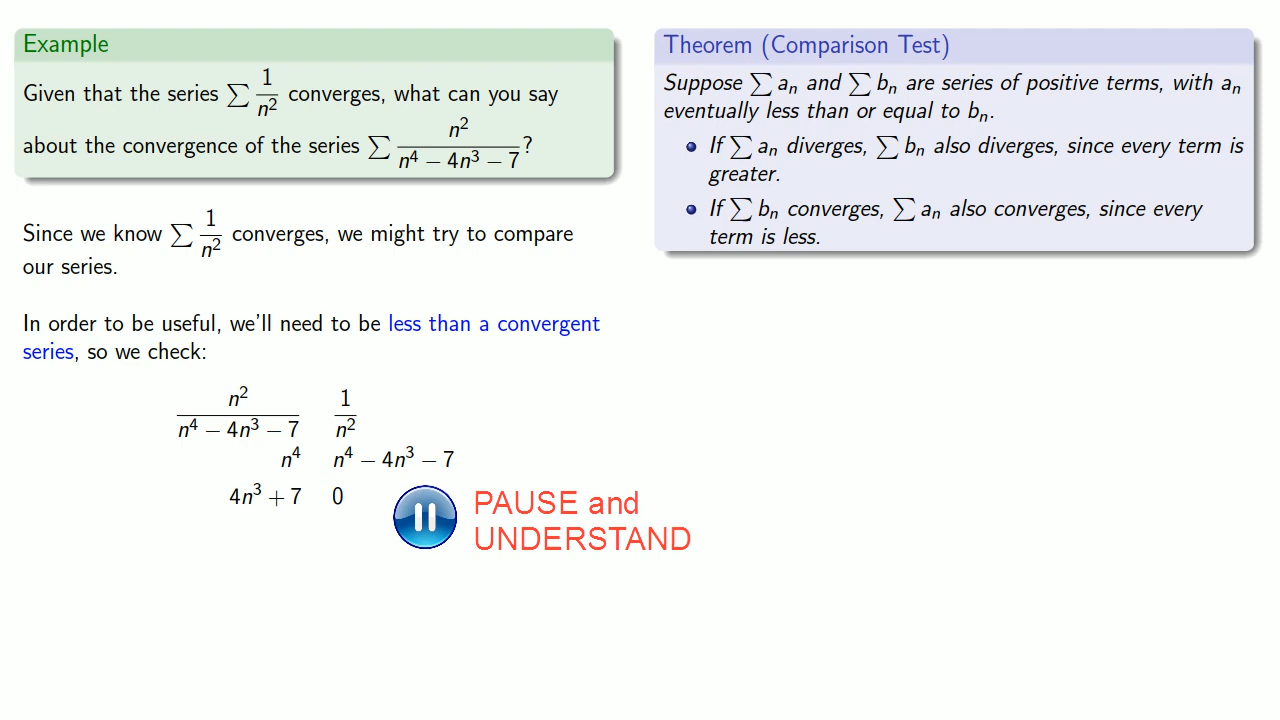 Example
Given that the series ∑ 1/n² converges, what can you say
about the convergence of the series ∑ n²/(n⁴ − 4n³ − 7)?
Since we know ∑ 1/n² converges, we might try to compare
our series.
In order to be useful, we'll need to be less than a convergent
series, so we check:
n²/(n⁴ − 4n³ − 7) 1/n²
n⁴ n⁴ − 4n³ − 7
4n³ + 7 0
PAUSE and
UNDERSTAND
Theorem (Comparison Test)
Suppose ∑ aₙ and ∑ bₙ are series of positive terms, with aₙ
eventually less than or equal to bₙ.
• If ∑ aₙ diverges, ∑ bₙ also diverges, since every term is
greater.
• If ∑ bₙ converges, ∑ aₙ also converges, since every
term is less.